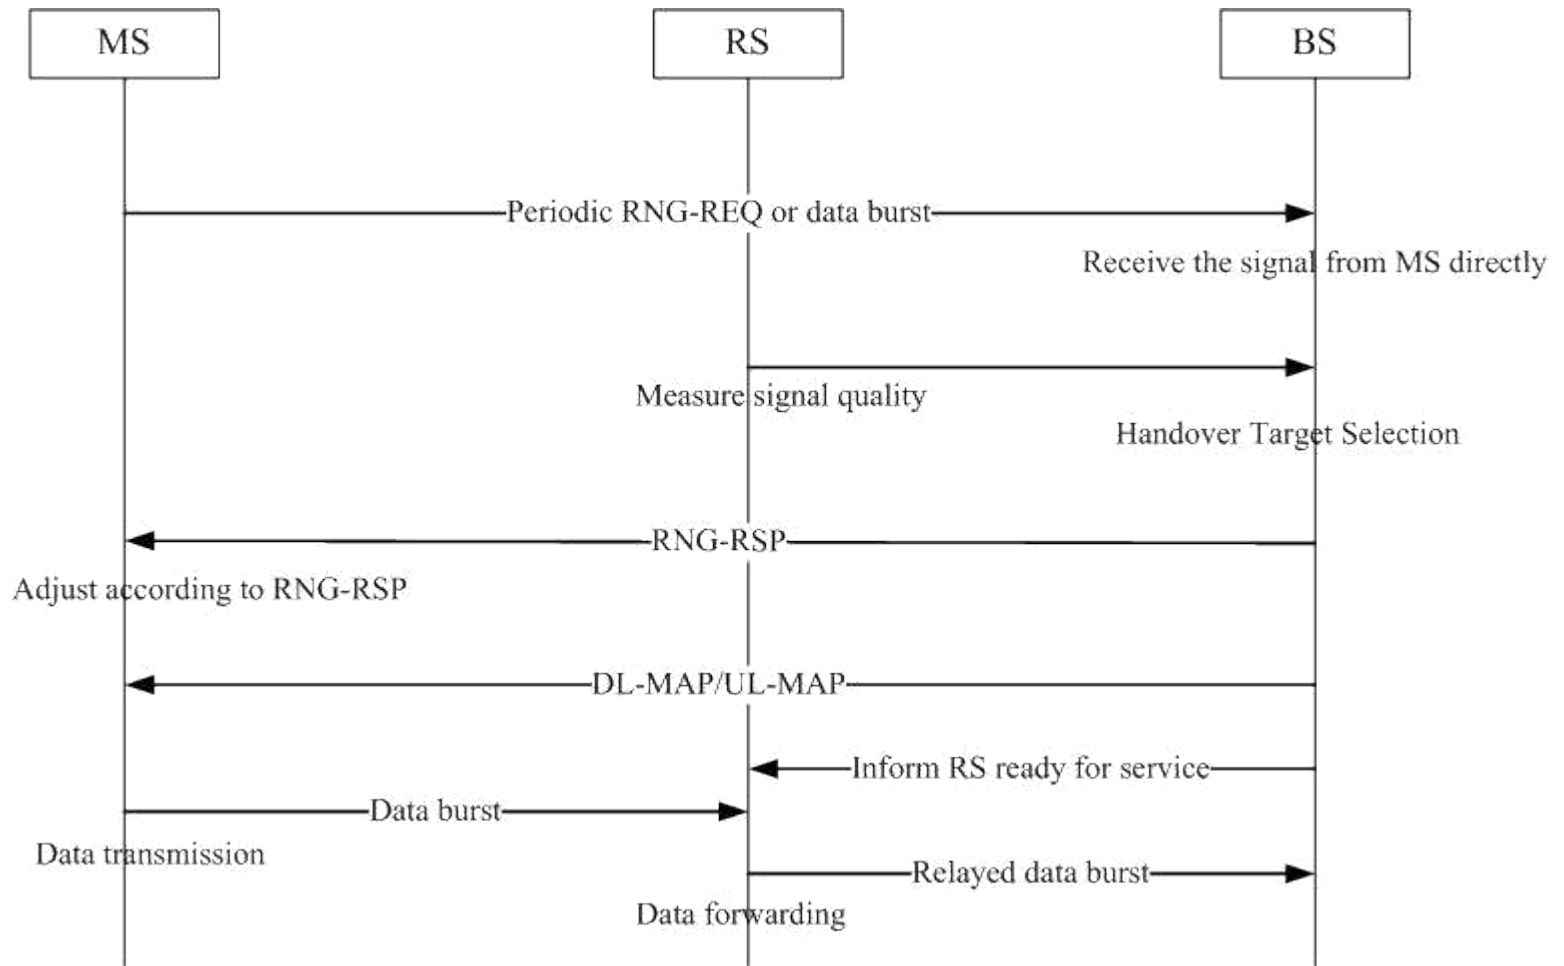 MS
RS
BS
Periodic RNG-REQ or data burst
Receive the signal from MS directly
Measure signal quality
Handover Target Selection
RNG-RSP
Adjust according to RNG-RSP
DL-MAP/UL-MAP
Inform RS ready for service
Data burst
Data transmission
Relayed data burst
Data forwarding